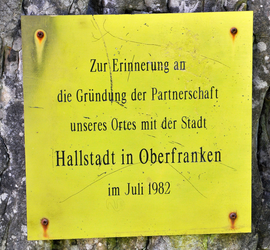 Zur Erinnerung an
die Gründung der Partnerschaft
unseres Ortes mit der Stadt
Hallstadt in Oberfranken
im Juli 1982